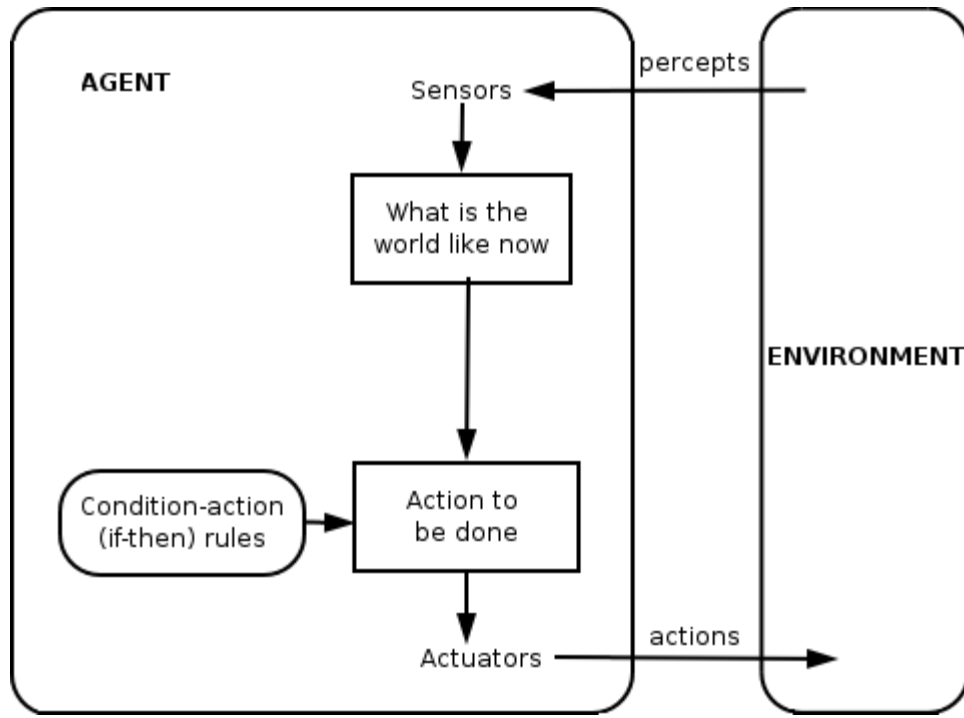 AGENT
percepts
Sensors
What is the
world like now
ENVIRONMENT
Condition-action
(if-then) rules
Action to
be done
Actuators
actions